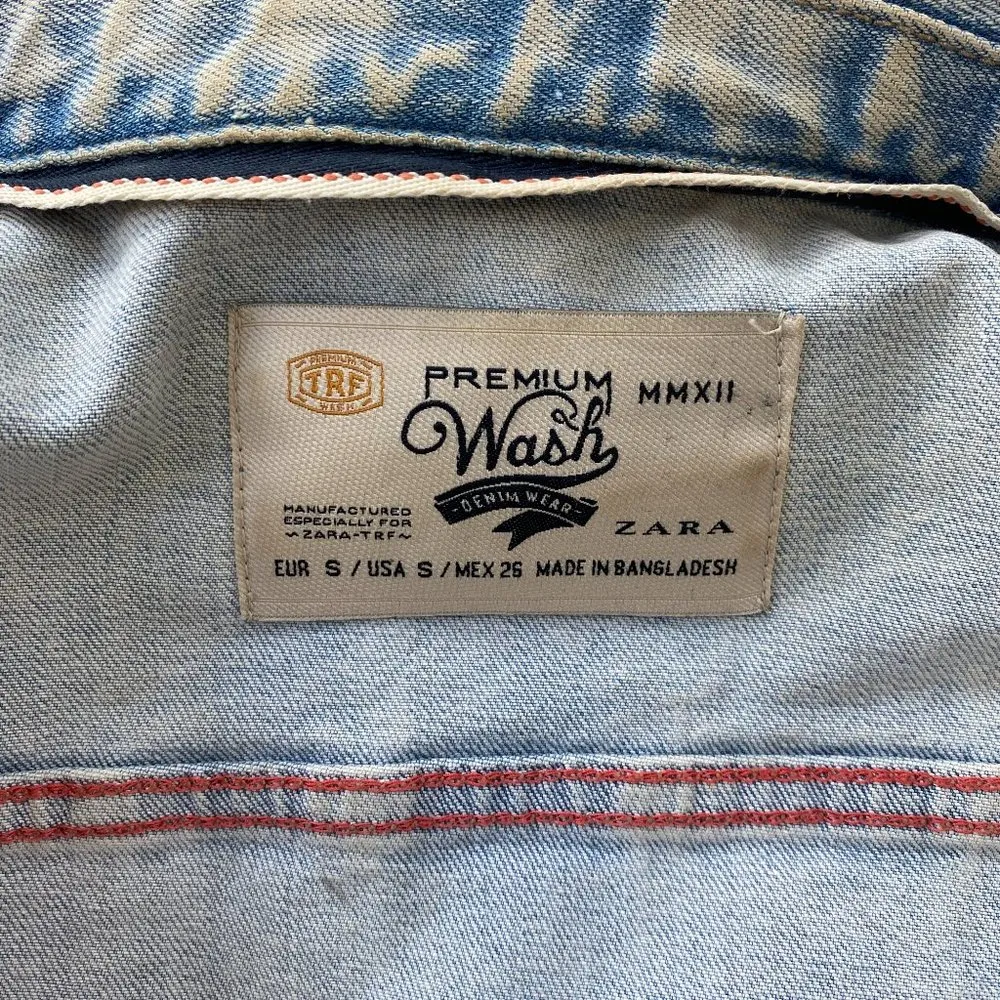 PREMIUM
TRF
WEAR
PREMIUM
Wash
MMXII
DENIM WEAR
MANUFACTURED
ESPECIALLY FOR
~ ZARA-TRF ~
ZARA
EUR S / USA S / MEX 26 MADE IN BANGLADESH